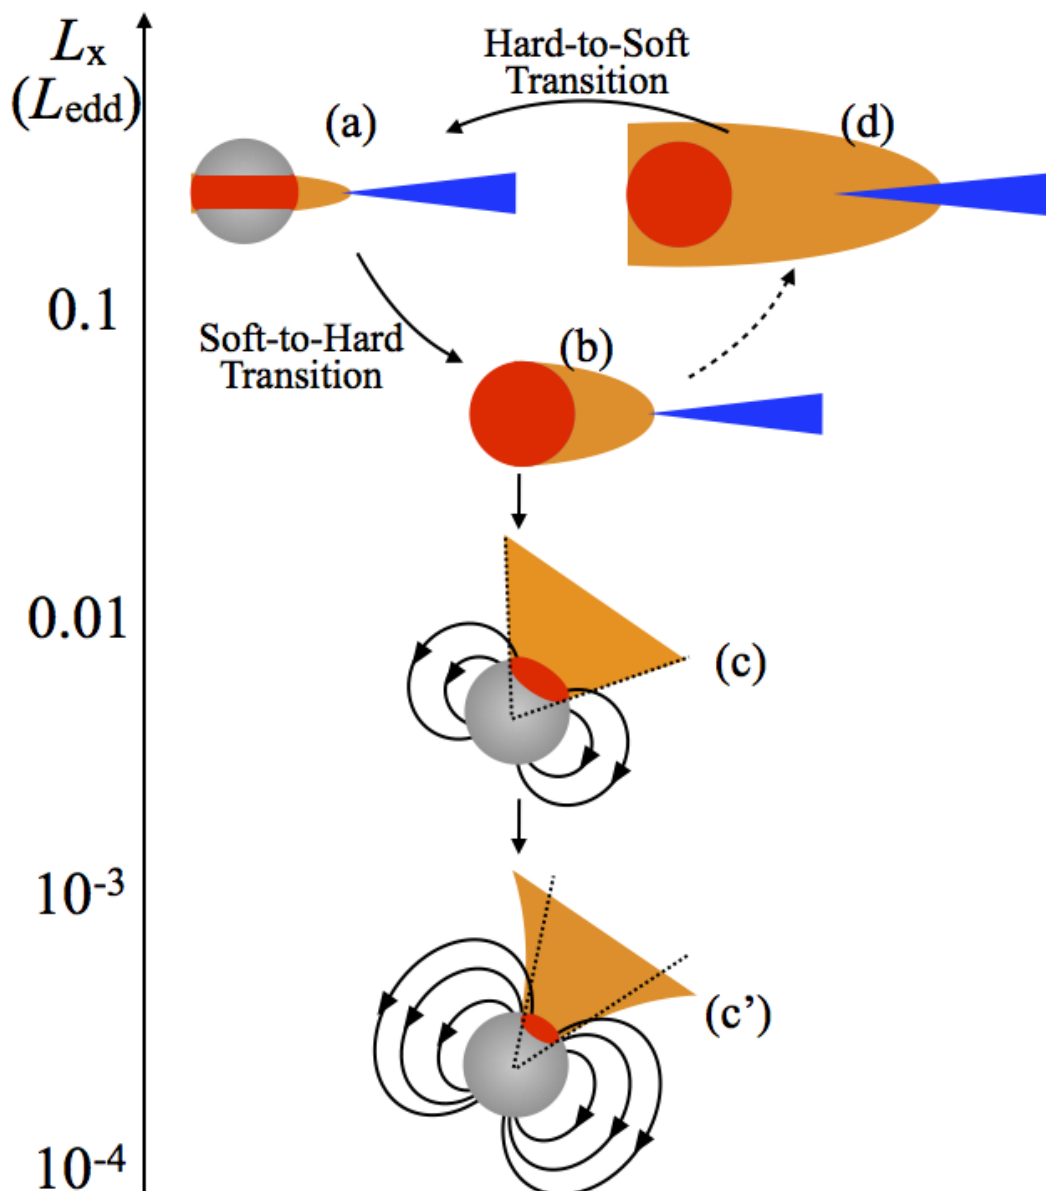 Lx
(Ledd)
Hard-to-Soft
Transition
(a)
(d)
0.1
Soft-to-Hard
Transition
(b)
0.01
(c)
10-3
(c’)
10-4